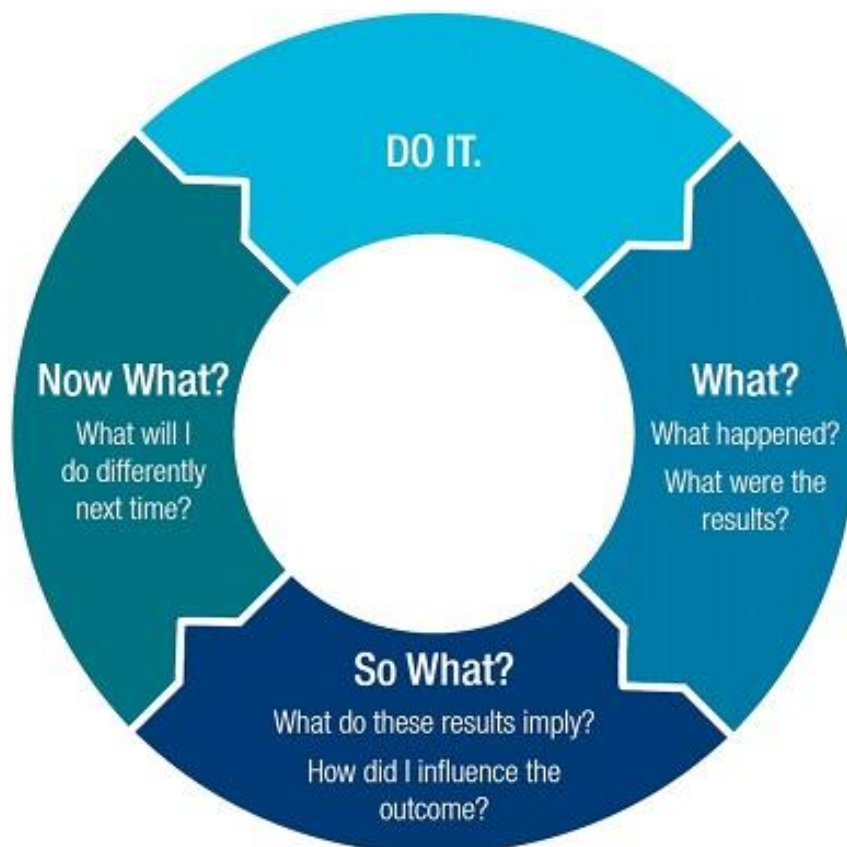 DO IT.
What?
What happened?
What were the
results?
So What?
What do these results imply?
How did I influence the
outcome?
Now What?
What will I
do differently
next time?